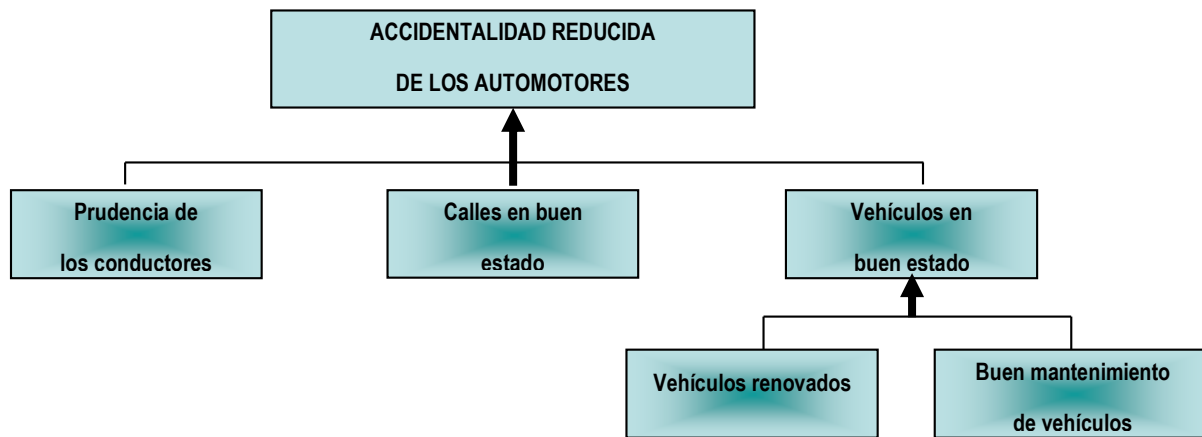 ACCIDENTALIDAD REDUCIDA
DE LOS AUTOMOTORES
Prudencia de
los conductores
Calles en buen
estado
Vehículos en
buen estado
Vehículos renovados
Buen mantenimiento
de vehículos